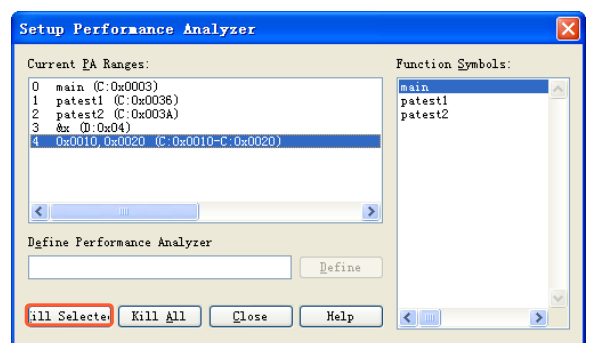 Setup Performance Analyzer
Current PA Ranges:
0 main (C:0x0003)
1 patest1 (C:0x0036)
2 patest2 (C:0x003A)
3 &x (D:0x04)
4 0x0010,0x0020 (C:0x0010-C:0x0020)
Function Symbols:
main
patest1
patest2
Define Performance Analyzer
Define
ill Selecte
Kill All
Close
Help